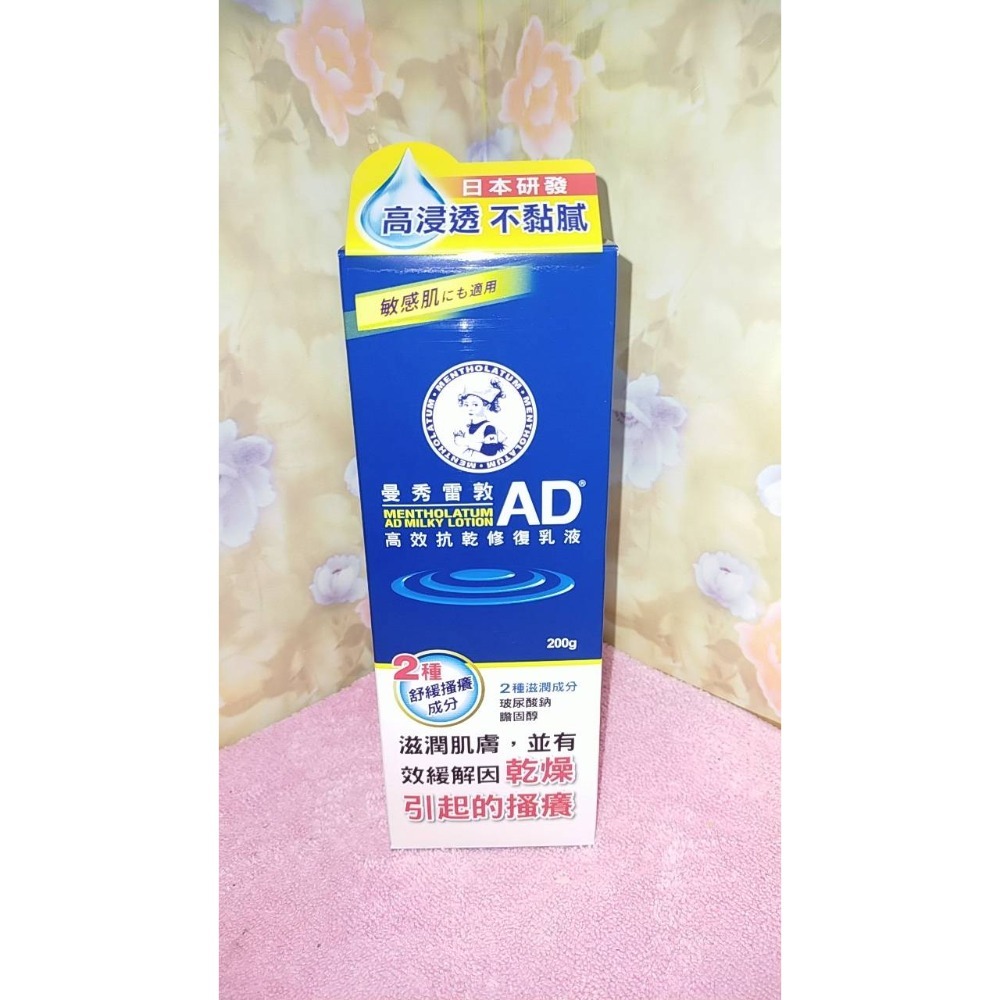 日本研發
高浸透 不黏膩
敏感肌にも適用
MENTHOLATUM · MENTHOLATUM · MENTHOLATUM ·
曼秀雷敦
MENTHOLATUM
AD MILKY LOTION
AD®
高效抗乾修復乳液
200g
2種
舒緩搔癢
成分
2種滋潤成分
玻尿酸鈉
膽固醇
滋潤肌膚，並有
效緩解因乾燥
引起的搔癢